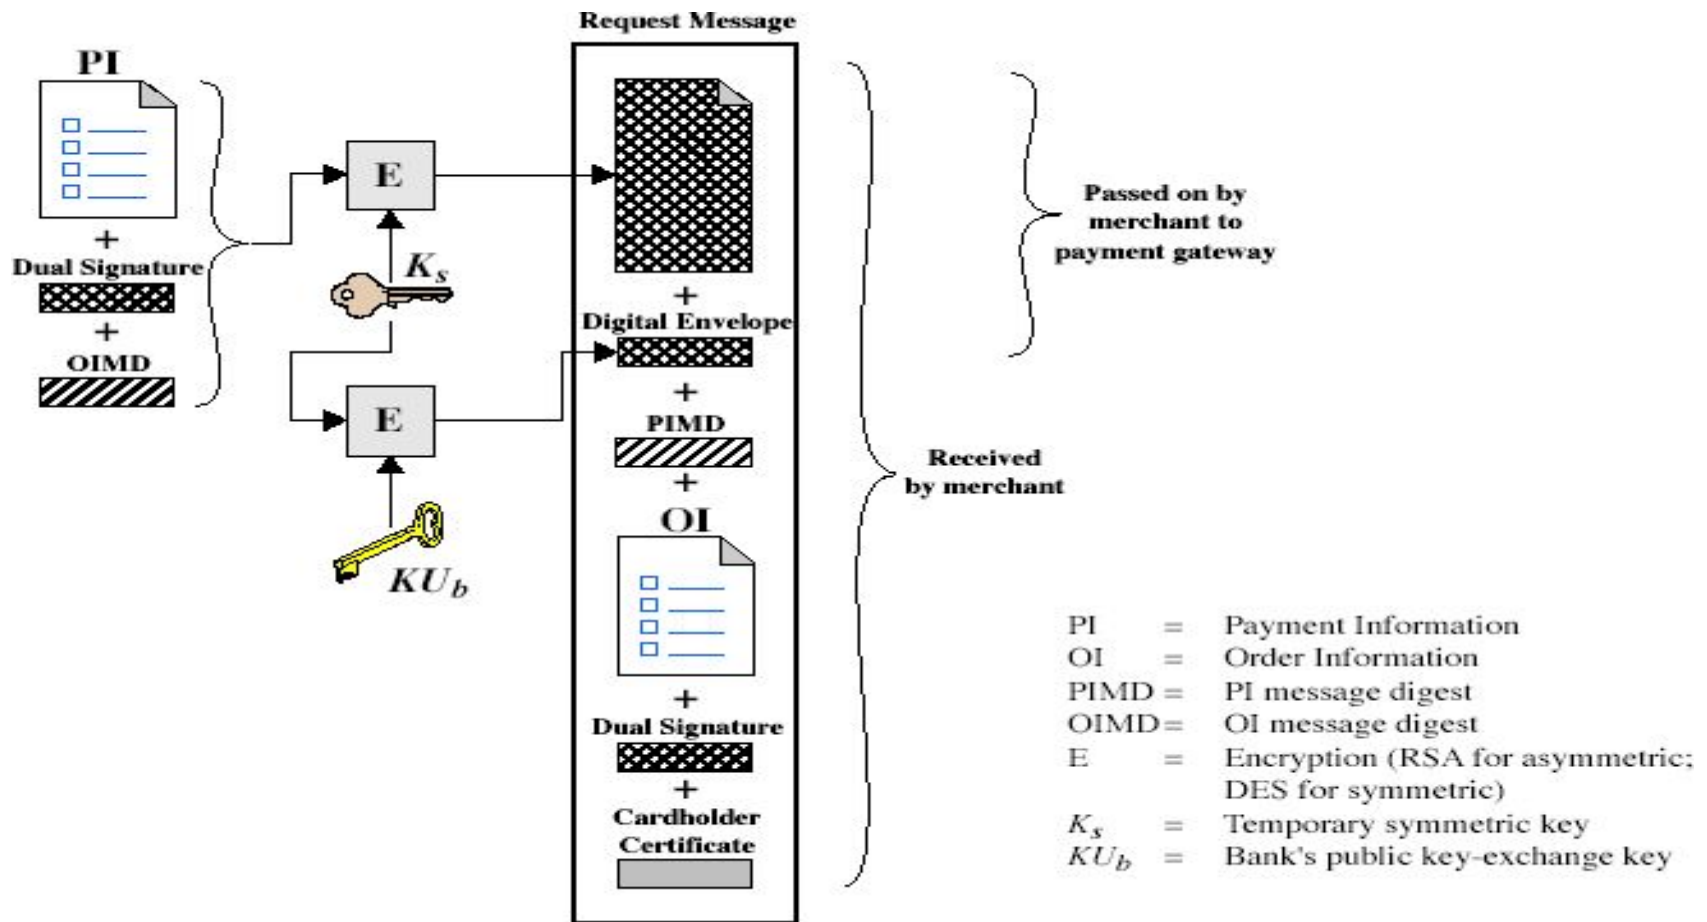 Request Message
PI
+
Dual Signature
+
OIMD
E
Ks
E
KUb
+
Digital Envelope
+
PIMD
+
OI
+
Dual Signature
+
Cardholder
Certificate
Passed on by
merchant to
payment gateway
Received
by merchant
PI = Payment Information
OI = Order Information
PIMD = PI message digest
OIMD = OI message digest
E = Encryption (RSA for asymmetric;
DES for symmetric)
Ks = Temporary symmetric key
KUb = Bank's public key-exchange key